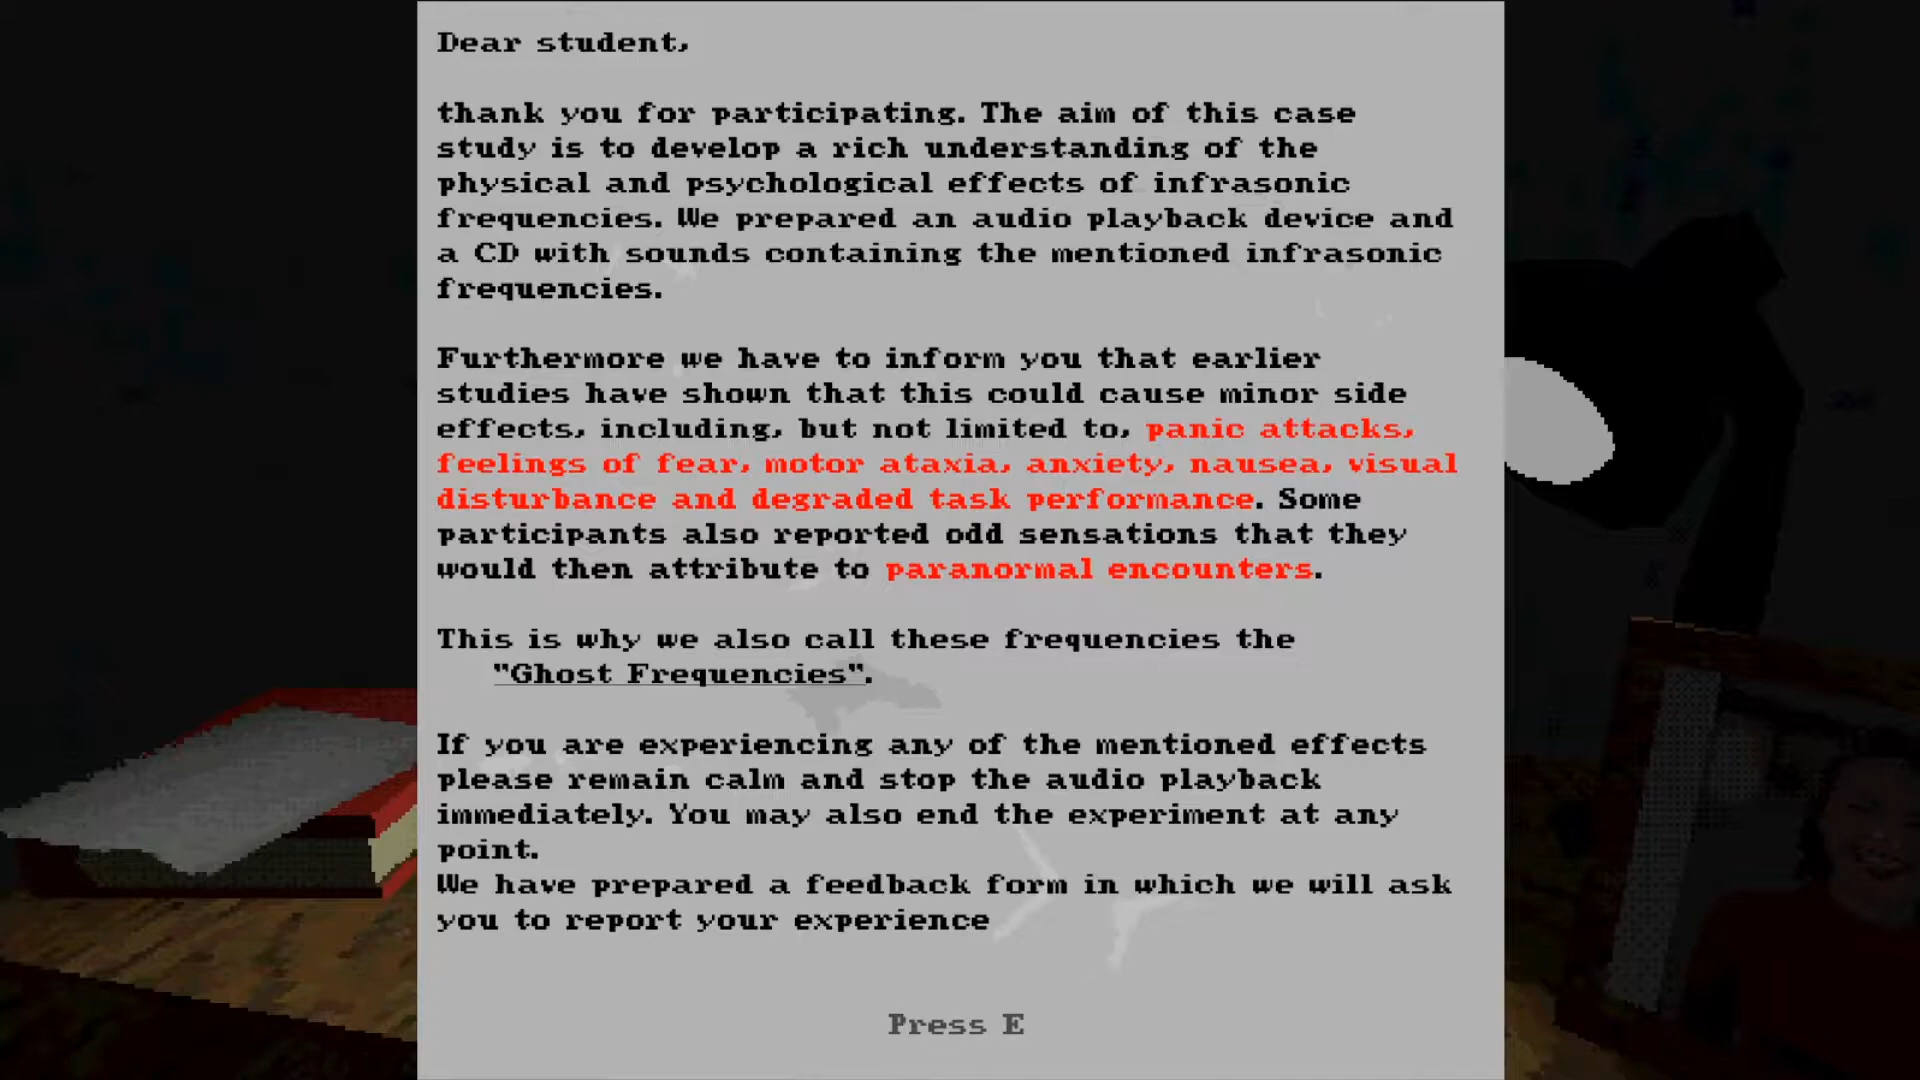 Dear student,
thank you for participating. The aim of this case
study is to develop a rich understanding of the
physical and psychological effects of infrasonic
frequencies. We prepared an audio playback device and
a CD with sounds containing the mentioned infrasonic
frequencies.
Furthermore we have to inform you that earlier
studies have shown that this could cause minor side
effects, including, but not limited to, panic attacks,
feelings of fear, motor ataxia, anxiety, nausea, visual
disturbance and degraded task performance. Some
participants also reported odd sensations that they
would then attribute to paranormal encounters.
This is why we also call these frequencies the
"Ghost Frequencies".
If you are experiencing any of the mentioned effects
please remain calm and stop the audio playback
immediately. You may also end the experiment at any
point.
We have prepared a feedback form in which we will ask
you to report your experience
Press E